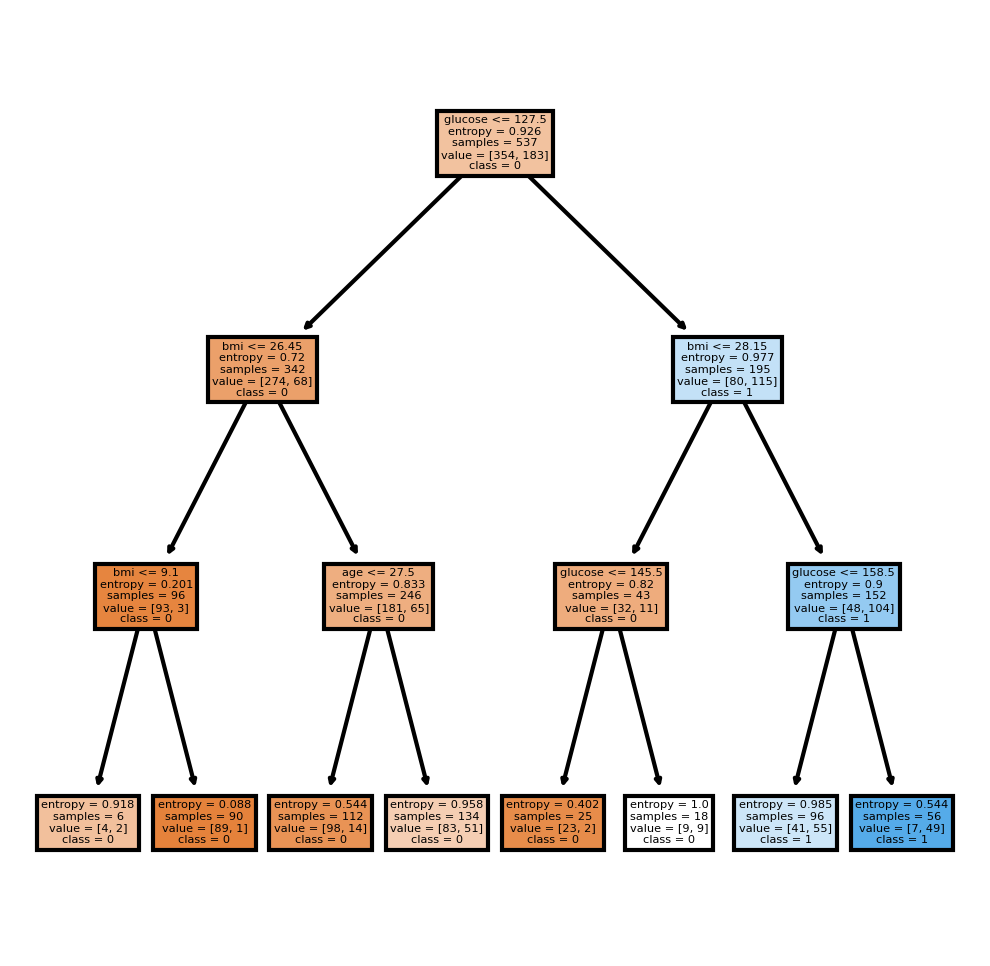 glucose <= 127.5
entropy = 0.926
samples = 537
value = [354, 183]
class = 0
bmi <= 26.45
entropy = 0.72
samples = 342
value = [274, 68]
class = 0
bmi <= 28.15
entropy = 0.977
samples = 195
value = [80, 115]
class = 1
bmi <= 9.1
entropy = 0.201
samples = 96
value = [93, 3]
class = 0
age <= 27.5
entropy = 0.833
samples = 246
value = [181, 65]
class = 0
glucose <= 145.5
entropy = 0.82
samples = 43
value = [32, 11]
class = 0
glucose <= 158.5
entropy = 0.9
samples = 152
value = [48, 104]
class = 1
entropy = 0.918
samples = 6
value = [4, 2]
class = 0
entropy = 0.088
samples = 90
value = [89, 1]
class = 0
entropy = 0.544
samples = 112
value = [98, 14]
class = 0
entropy = 0.958
samples = 134
value = [83, 51]
class = 0
entropy = 0.402
samples = 25
value = [23, 2]
class = 0
entropy = 1.0
samples = 18
value = [9, 9]
class = 0
entropy = 0.985
samples = 96
value = [41, 55]
class = 1
entropy = 0.544
samples = 56
value = [7, 49]
class = 1